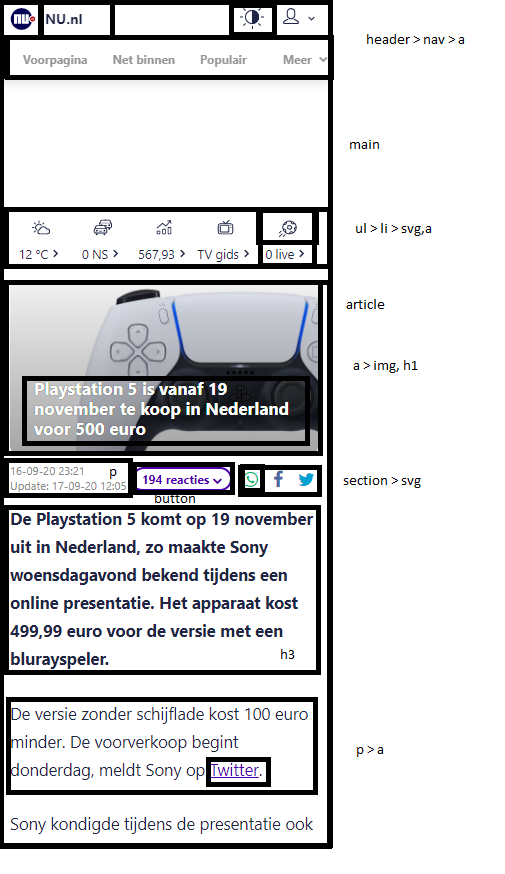 nu
NU.nl
header > nav > a
Voorpagina Net binnen Populair Meer
main
ul > li > svg,a
12 °C 0 NS 567,93 TV gids 0 live
article
a > img, h1
Playstation 5 is vanaf 19
november te koop in Nederland
voor 500 euro
16-09-20 23:21 p
Update: 17-09-20 12:05
194 reacties
section > svg
button
De Playstation 5 komt op 19 november
uit in Nederland, zo maakte Sony
woensdagavond bekend tijdens een
online presentatie. Het apparaat kost
499,99 euro voor de versie met een
blurayspeler.
h3
De versie zonder schijflade kost 100 euro
minder. De voorverkoop begint
donderdag, meldt Sony op Twitter.
p > a
Sony kondigde tijdens de presentatie ook